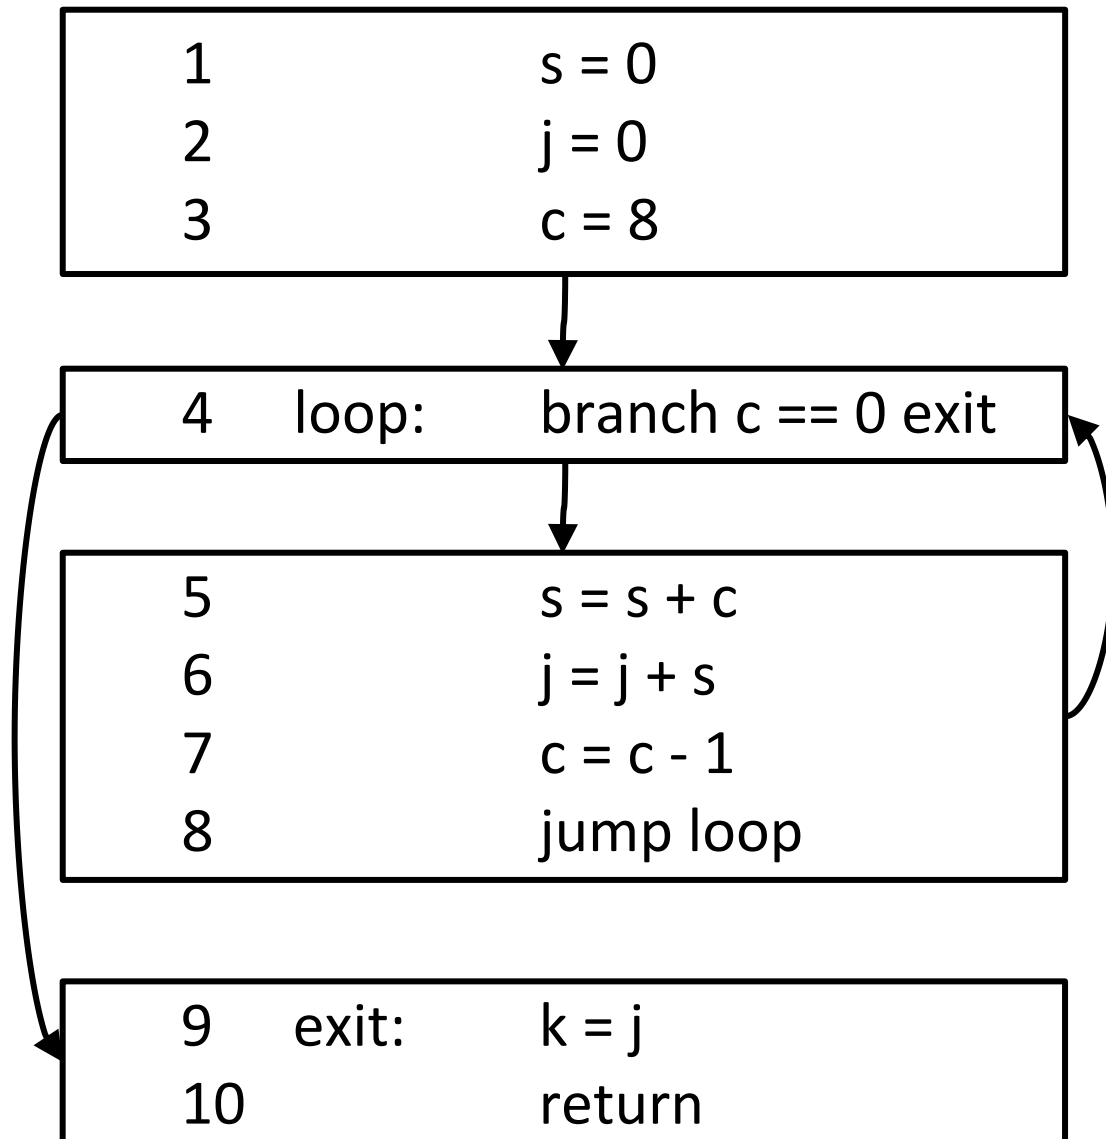 1 s = 0
2 j = 0
3 c = 8
4 loop: branch c == 0 exit
5 s = s + c
6 j = j + s
7 c = c - 1
8 jump loop
9 exit: k = j
10 return